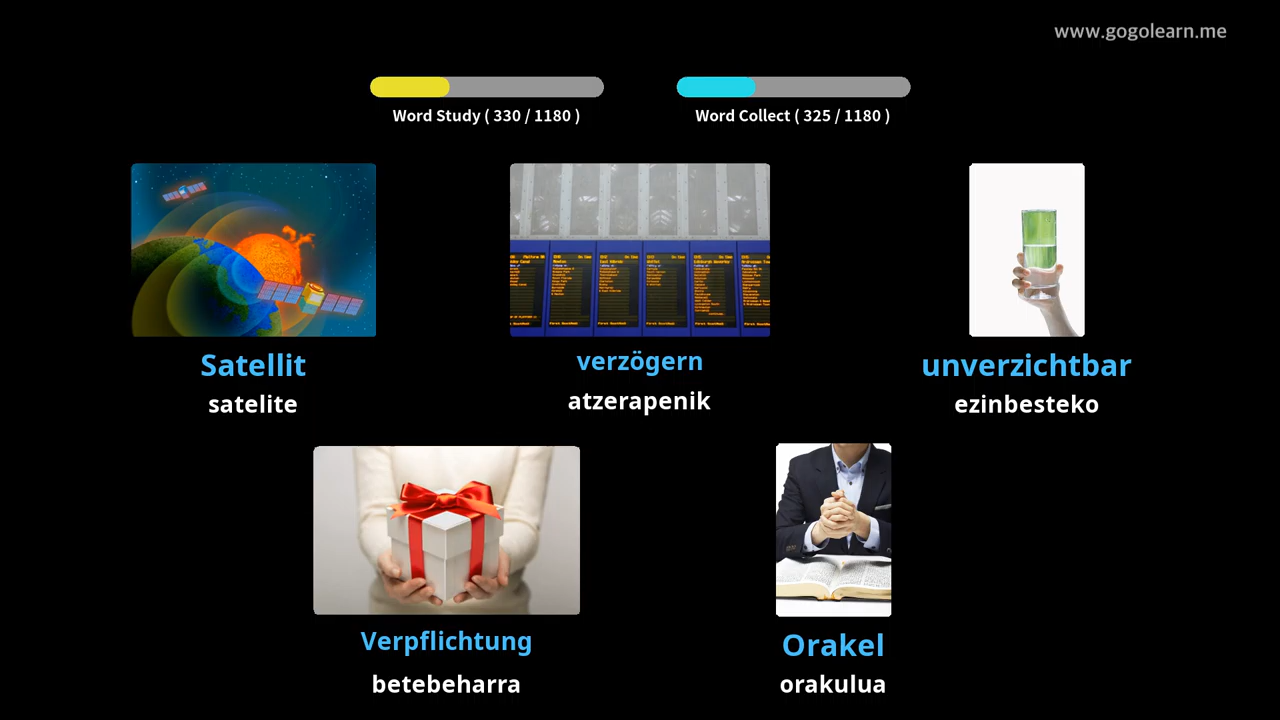 www.gogolearn.me
Word Study ( 330 / 1180 )
Word Collect ( 325 / 1180 )
Satellit
satelite
verzögern
atzerapenik
unverzichtbar
ezinbesteko
Verpflichtung
betebeharra
Orakel
orakulua